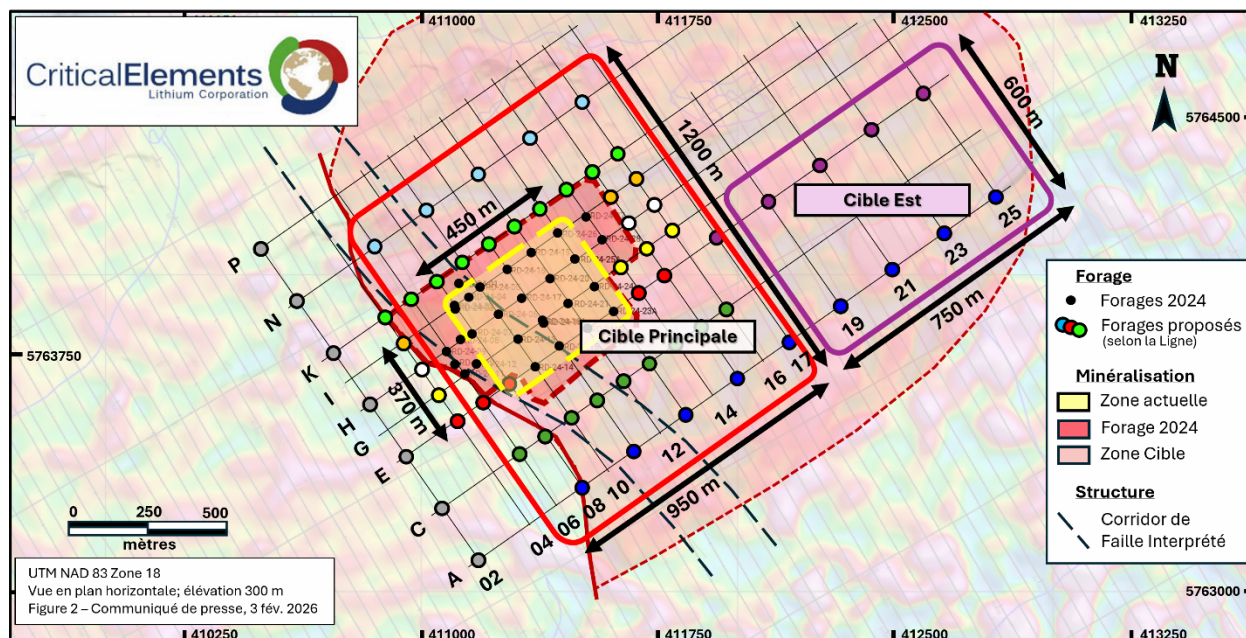 411000
411750
412500
413250
CriticalElements
Lithium Corporation
N
5764500
1200 m
600 m
450 m
Cible Est
P
N
K
I
H
G
E
C
A
25
23
21
19
750 m
RD-24-14
Cible Principale
17
16
14
12
10
08
06
04
02
370 m
950 m
5763750
Forage
Forages 2024
Forages proposés
(selon la Ligne)
Minéralisation
Zone actuelle
Forage 2024
Zone Cible
Structure
Corridor de
Faille Interprété
0 250 500
mètres
UTM NAD 83 Zone 18
Vue en plan horizontale; élévation 300 m
Figure 2 – Communiqué de presse, 3 fév. 2026
5763000
410250
411000
411750
412500
413250